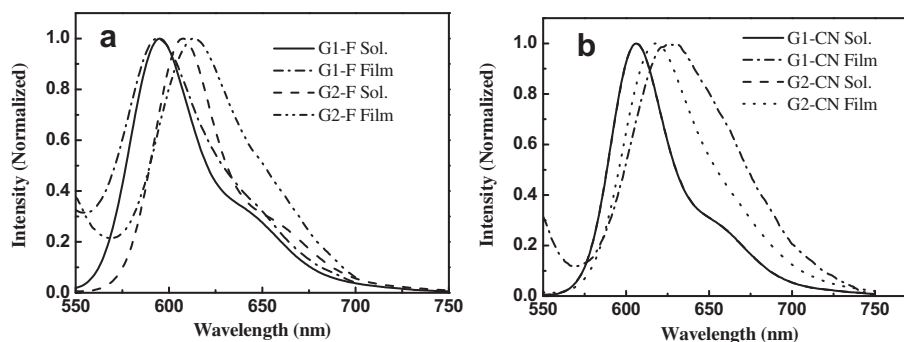 a
G1-F Sol.
G1-F Film
G2-F Sol.
G2-F Film
Intensity (Normalized)
1.0
0.8
0.6
0.4
0.2
0.0
550 600 650 700 750
Wavelength (nm)
b
G1-CN Sol.
G1-CN Film
G2-CN Sol.
G2-CN Film
Intensity (Normalized)
1.0
0.8
0.6
0.4
0.2
0.0
550 600 650 700 750
Wavelength (nm)